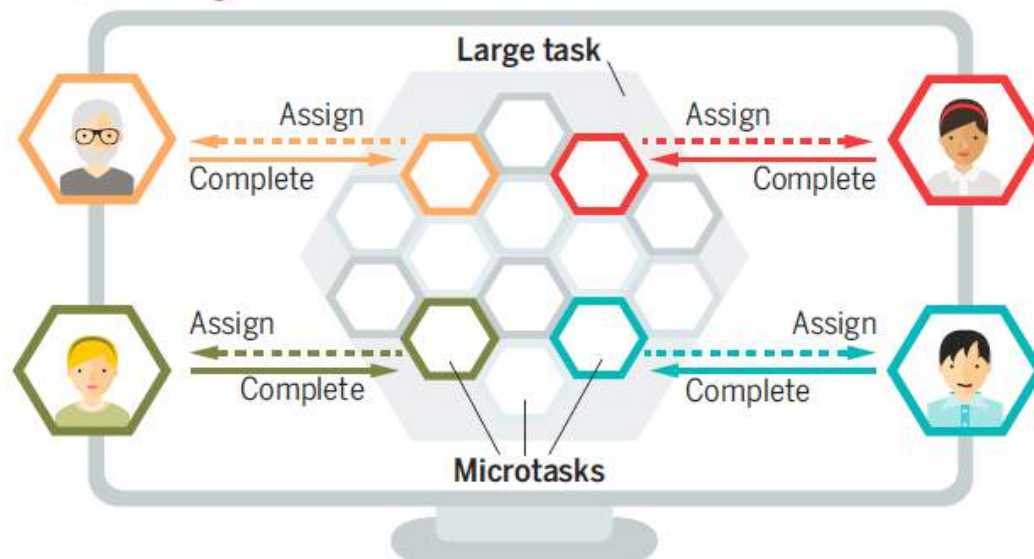 Large task
Assign
Assign
Complete
Complete
Assign
Assign
Complete
Complete
Microtasks